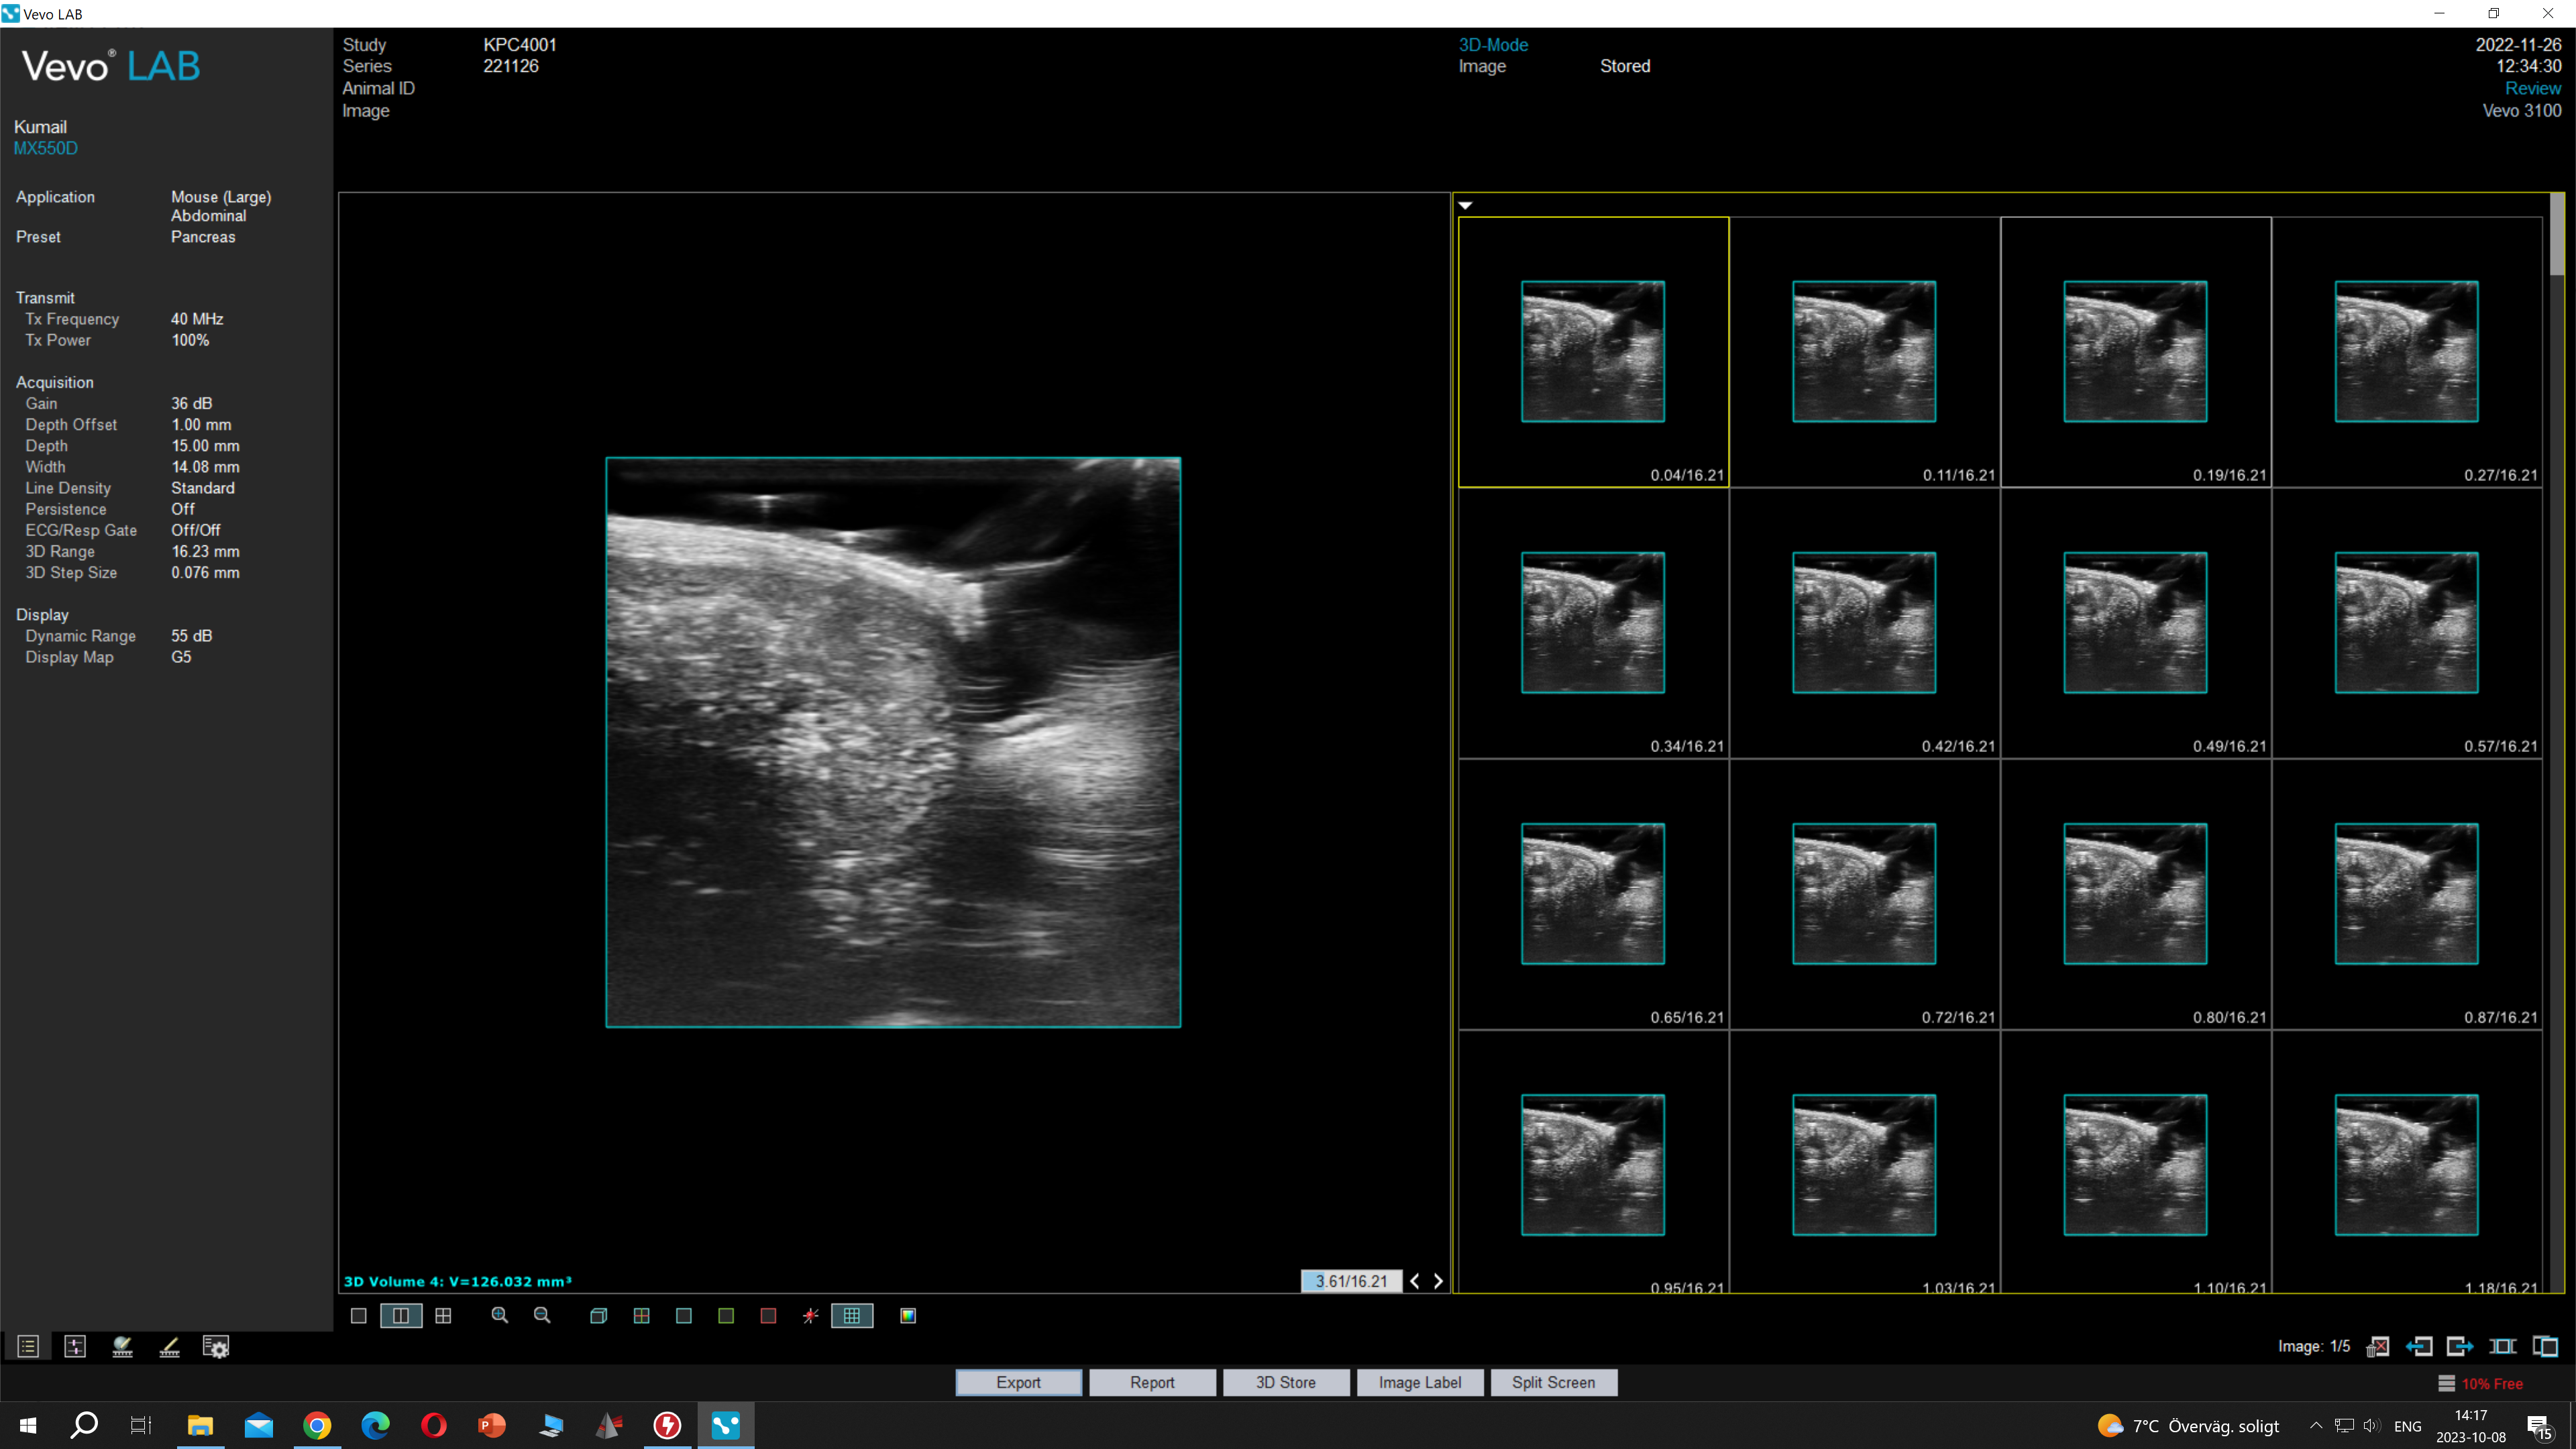 Vevo LAB
Vevo® LAB
Kumail
MX550D
Application Mouse (Large)
Abdominal
Preset Pancreas
Transmit
Tx Frequency 40 MHz
Tx Power 100%
Acquisition
Gain 36 dB
Depth Offset 1.00 mm
Depth 15.00 mm
Width 14.08 mm
Line Density Standard
Persistence Off
ECG/Resp Gate Off/Off
3D Range 16.23 mm
3D Step Size 0.076 mm
Display
Dynamic Range 55 dB
Display Map G5
Study KPC4001
Series 221126
Animal ID
Image
3D-Mode
Image Stored
2022-11-26
12:34:30
Review
Vevo 3100
0.04/16.21 0.11/16.21 0.19/16.21 0.27/16.21
0.34/16.21 0.42/16.21 0.49/16.21 0.57/16.21
0.65/16.21 0.72/16.21 0.80/16.21 0.87/16.21
0.95/16.21 1.03/16.21 1.10/16.21 1.18/16.21
3D Volume 4: V=126.032 mm³
3.61/16.21
Image: 1/5
Export Report 3D Store Image Label Split Screen
10% Free
7°C Överväg. soligt
ENG
14:17
2023-10-08
15